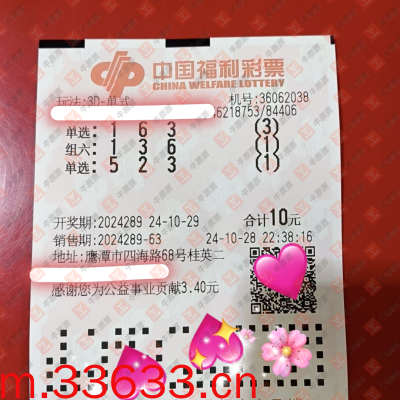 中国福利彩票
CHINA WELFARE LOTTERY
玩法:3D-单式
机号:36062038
6218753/84406
单选: 1 6 3 (3)
组六: 1 3 6 (1)
单选: 5 2 3 (1)
开奖期:2024289 24-10-29 合计10元
销售期:2024289-63 24-10-28 22:38:16
地址:鹰潭市四海路68号桂英二
感谢您为公益事业贡献3.40元
m.33633.cn